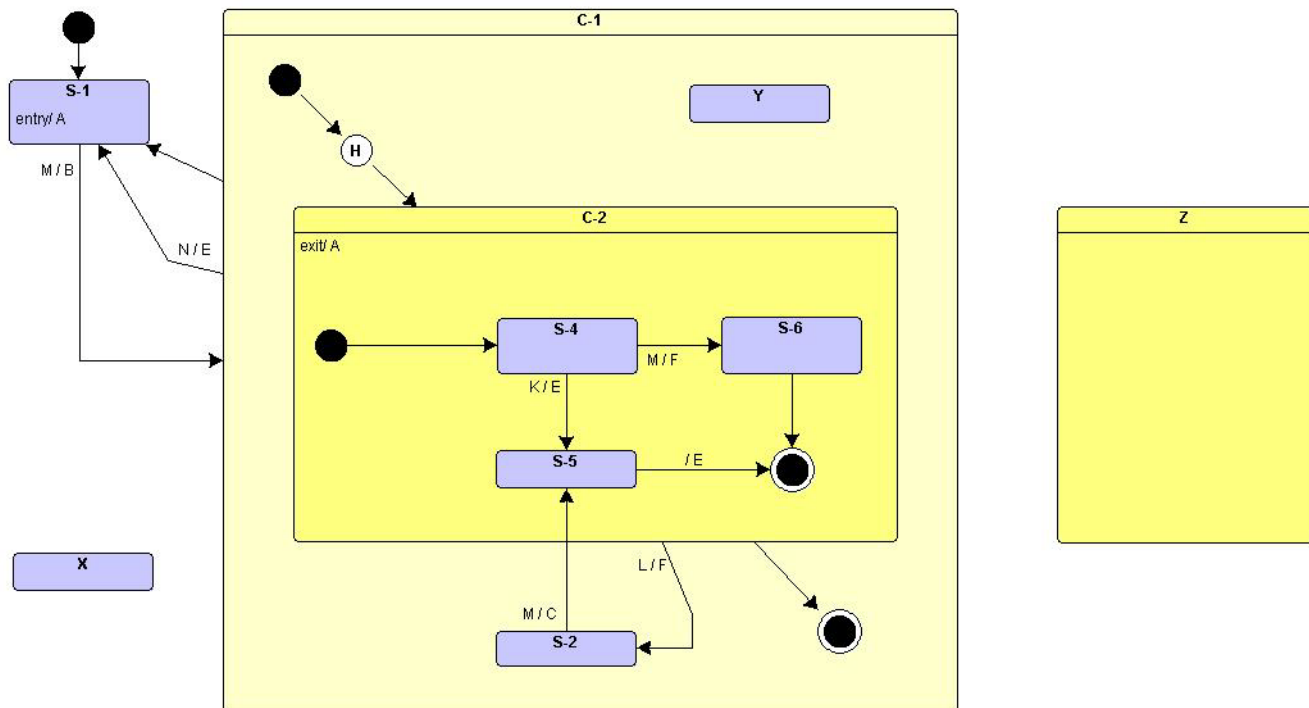 C-1
S-1
entry/ A
Y
M / B
H
C-2
Z
exit/ A
N / E
S-4
S-6
M / F
K / E
S-5
/ E
X
L / F
M / C
S-2